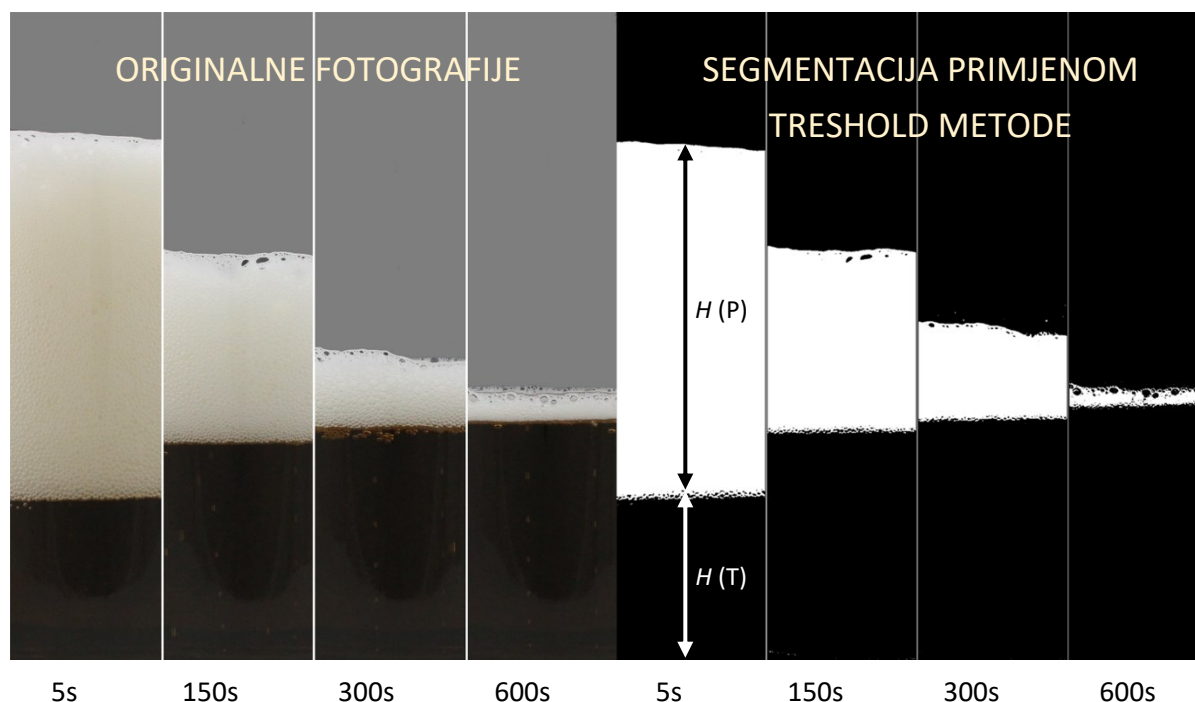 ORIGINALNE FOTOGRAFIJE
SEGMENTACIJA PRIMJENOM
TRESHOLD METODE
H (P)
H (T)
5s
150s
300s
600s
5s
150s
300s
600s